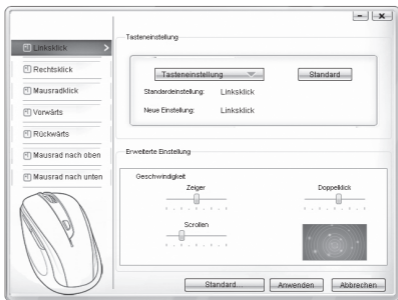 Linksklick
Rechtsklick
Mausradklick
Vorwärts
Rückwärts
Mausrad nach oben
Mausrad nach unten
Tasteneinstellung
Tasteneinstellung
Standard
Standardeinstellung: Linksklick
Neue Einstellung: Linksklick
Erweiterte Einstellung
Geschwindigkeit
Zeiger
Doppelklick
Scrollen
Standard...
Anwenden
Abbrechen